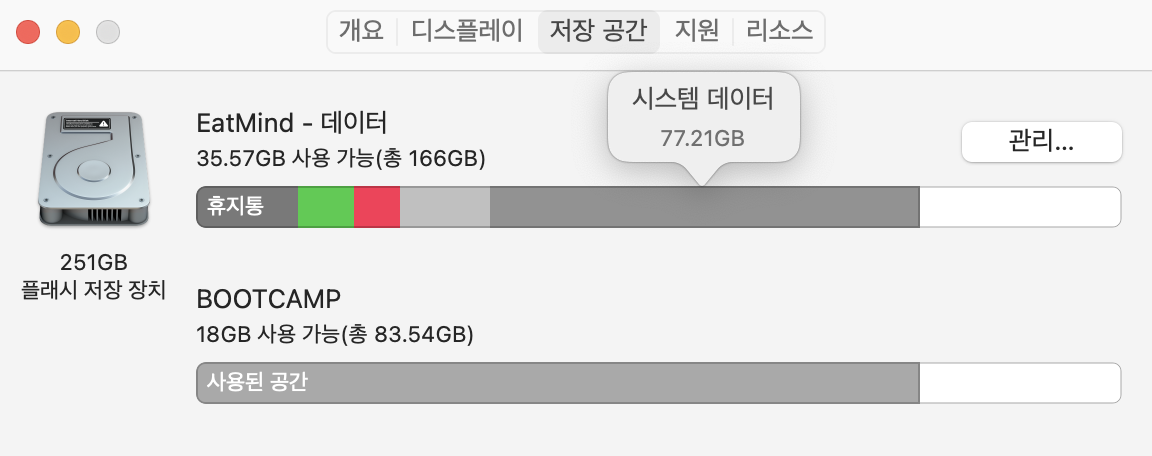 개요 디스플레이 저장 공간 지원 리소스
시스템 데이터
77.21GB
EatMind - 데이터
35.57GB 사용 가능(총 166GB)
관리...
휴지통
251GB
플래시 저장 장치
BOOTCAMP
18GB 사용 가능(총 83.54GB)
사용된 공간